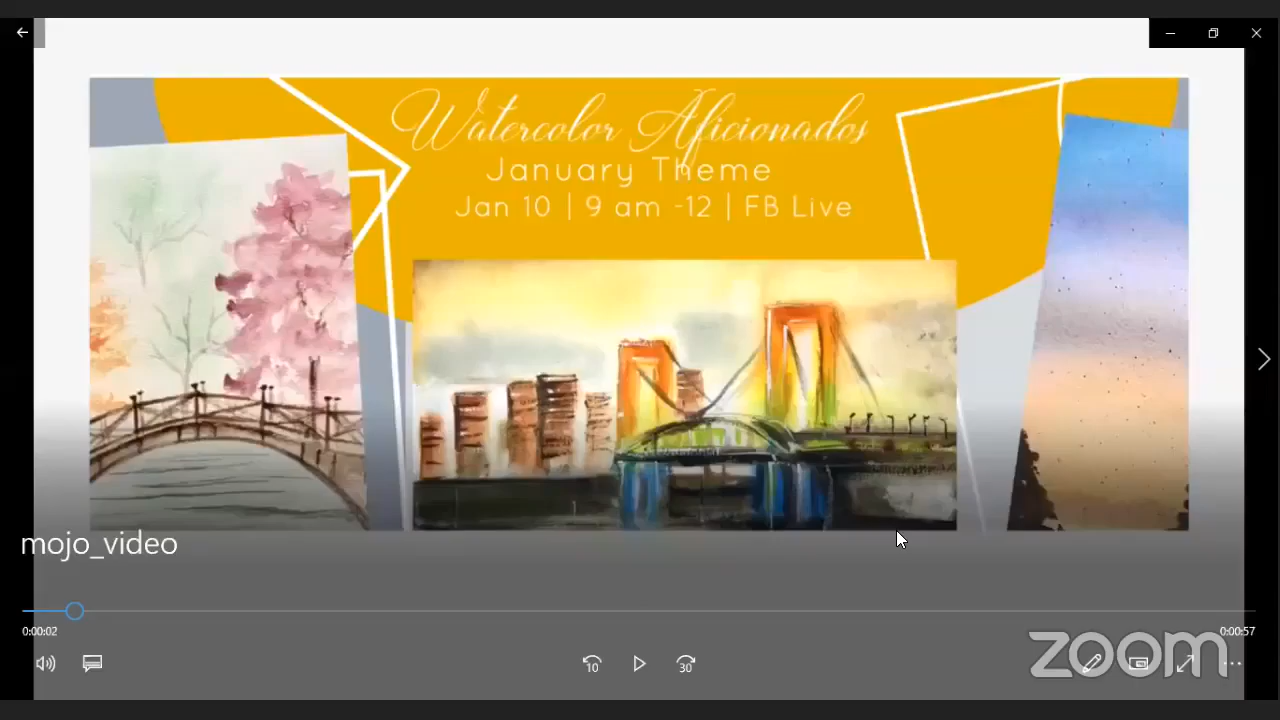 Watercolor Aficionados
January Theme
Jan 10 | 9 am -12 | FB Live
mojo_video
0:00:02
0:00:57
10
30
zoom